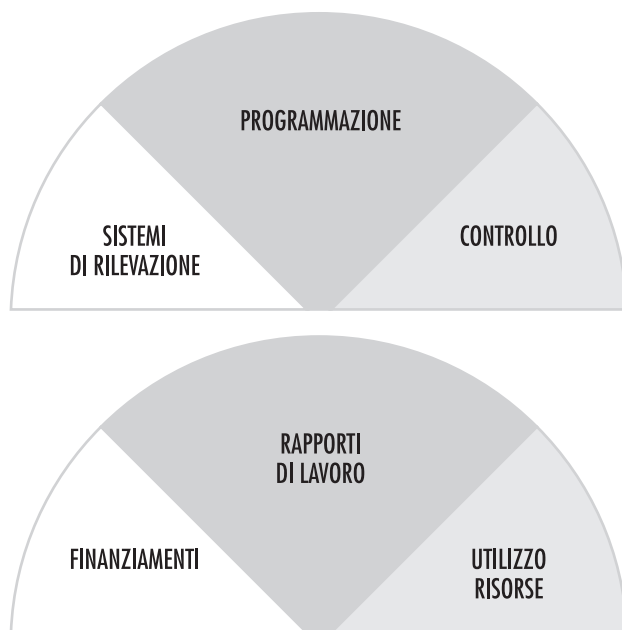 PROGRAMMAZIONE
SISTEMI
DI RILEVAZIONE
CONTROLLO
RAPPORTI
DI LAVORO
FINANZIAMENTI
UTILIZZO
RISORSE